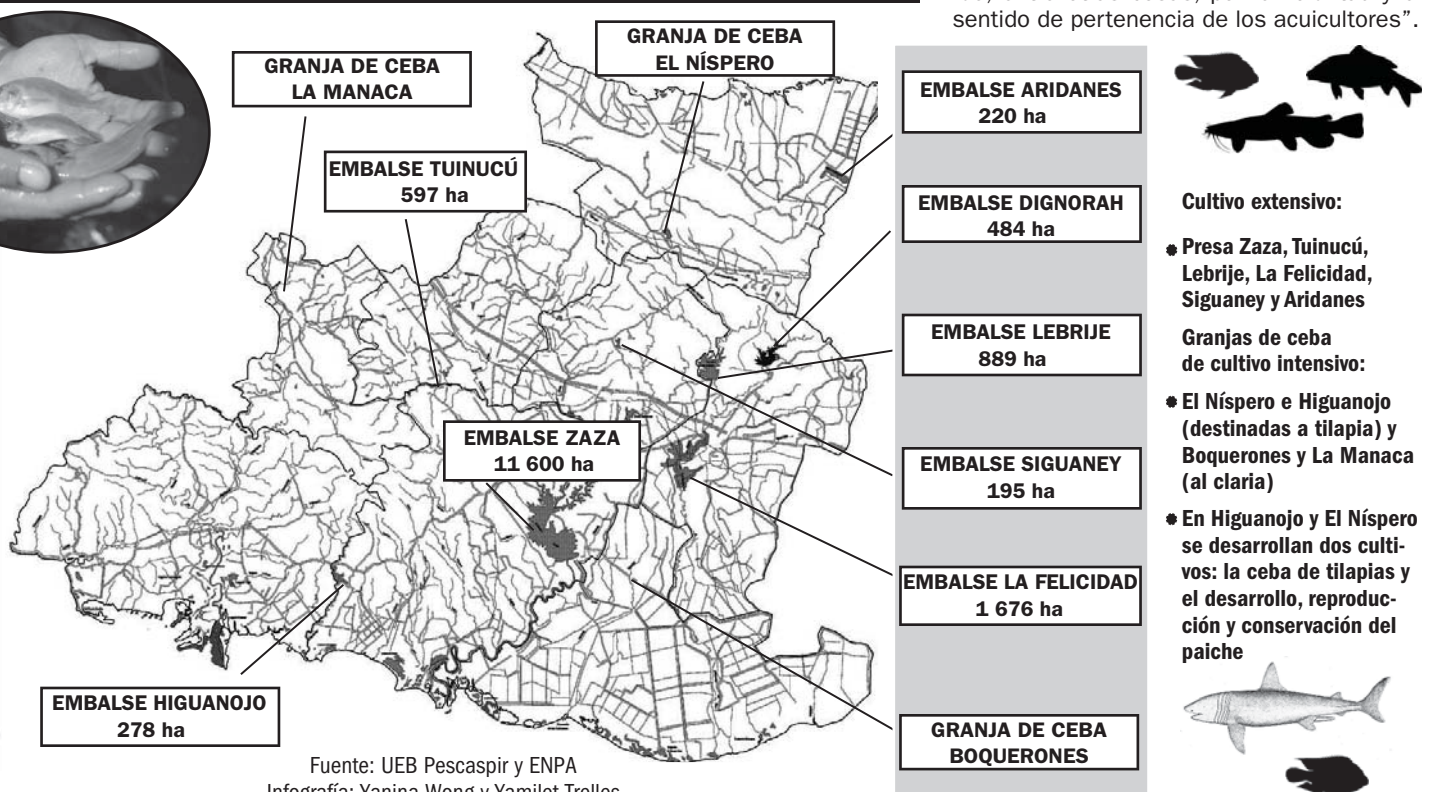 sentido de pertenencia de los acuicultores”.
GRANJA DE CEBA
LA MANACA
GRANJA DE CEBA
EL NÍSPERO
EMBALSE TUINUCÚ
597 ha
EMBALSE ZAZA
11 600 ha
EMBALSE HIGUANOJO
278 ha
EMBALSE ARIDANES
220 ha
EMBALSE DIGNORAH
484 ha
EMBALSE LEBRIJE
889 ha
EMBALSE SIGUANEY
195 ha
EMBALSE LA FELICIDAD
1 676 ha
GRANJA DE CEBA
BOQUERONES
Cultivo extensivo:
Presa Zaza, Tuinucú,
Lebrije, La Felicidad,
Siguaney y Aridanes
Granjas de ceba
de cultivo intensivo:
El Níspero e Higuanojo
(destinadas a tilapia) y
Boquerones y La Manaca
(al claria)
En Higuanojo y El Níspero
se desarrollan dos culti-
vos: la ceba de tilapias y
el desarrollo, reproduc-
ción y conservación del
paiche
Fuente: UEB Pescaspir y ENPA
Infografía: Yanina Wong y Yamilet Trelles